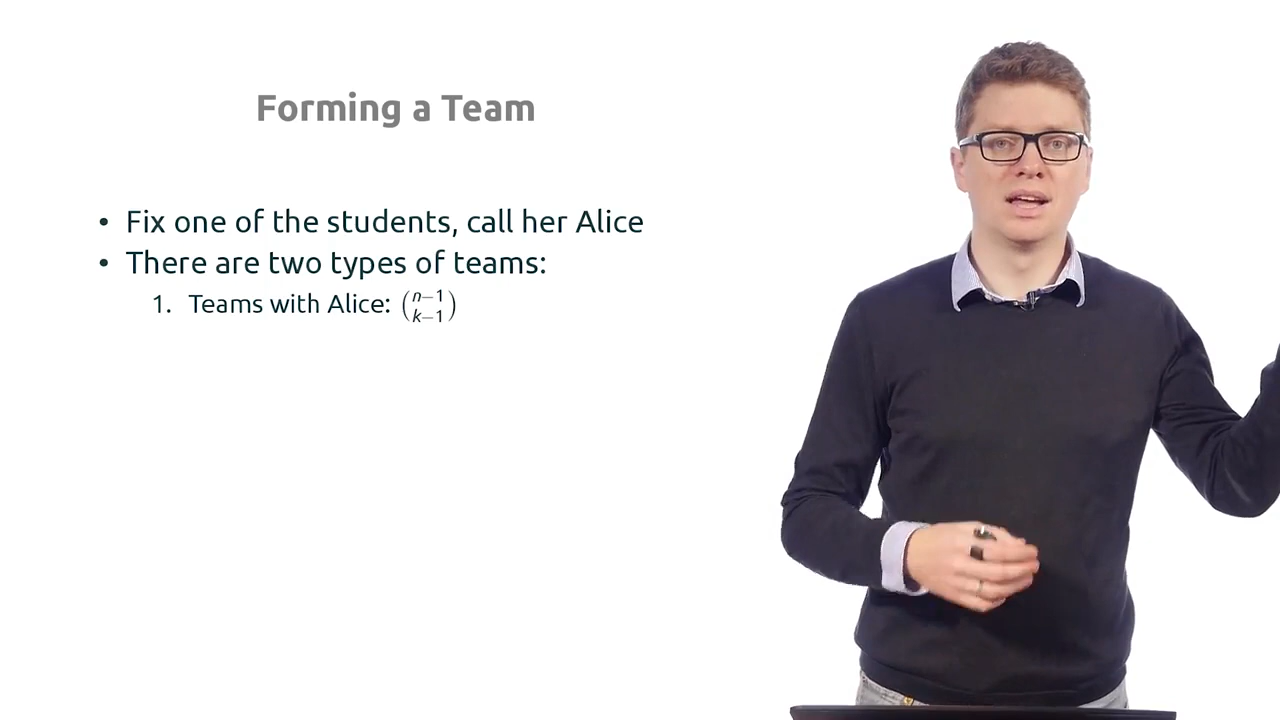 Forming a Team
• Fix one of the students, call her Alice
• There are two types of teams:
1. Teams with Alice: \binom{n−1}{k−1}